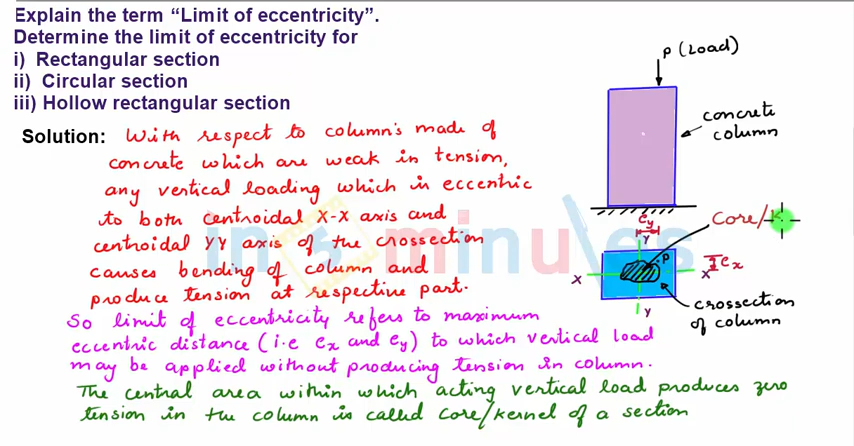 Explain the term “Limit of eccentricity”.
Determine the limit of eccentricity for
i) Rectangular section
ii) Circular section
iii) Hollow rectangular section
Solution: With respect to column's made of
concrete which are weak in tension,
any vertical loading which is eccentric
to both centroidal X-X axis and
centroidal YY axis of the crossection
causes bending of column and
produce tension at respective part.
So limit of eccentricity refers to maximum
eccentric distance (i.e ex and ey) to which vertical load
may be applied without producing tension in column.
The central area within which acting vertical load produces zero
tension in the column is called core/kernel of a section
P (Load)
concrete
column
ey
Core/K
Y
P
X
X
ex
Y
crossection
of column
in 5 minutes